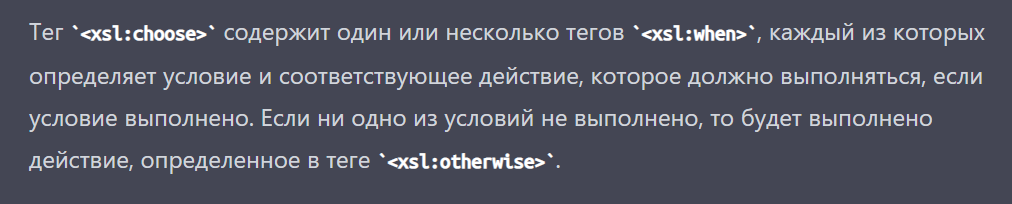 Тег `<xsl:choose>` содержит один или несколько тегов `<xsl:when>`, каждый из которых
определяет условие и соответствующее действие, которое должно выполняться, если
условие выполнено. Если ни одно из условий не выполнено, то будет выполнено
действие, определенное в теге `<xsl:otherwise>`.